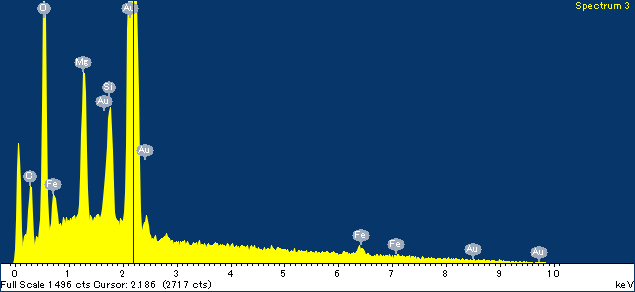 Spectrum 3
O
Au
Mg
Si
Au
Au
O
Fe
Fe
Fe
Au
Au
0 1 2 3 4 5 6 7 8 9 10
Full Scale 1496 cts Cursor: 2.186 (2717 cts) keV